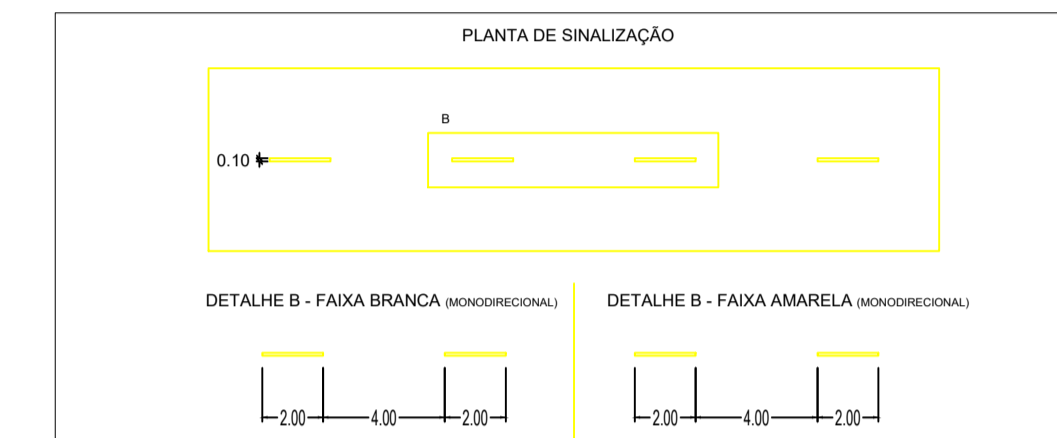 PLANTA DE SINALIZAÇÃO
B
0.10
DETALHE B - FAIXA BRANCA (MONODIRECIONAL)
DETALHE B - FAIXA AMARELA (MONODIRECIONAL)
2.00 4.00 2.00
2.00 4.00 2.00